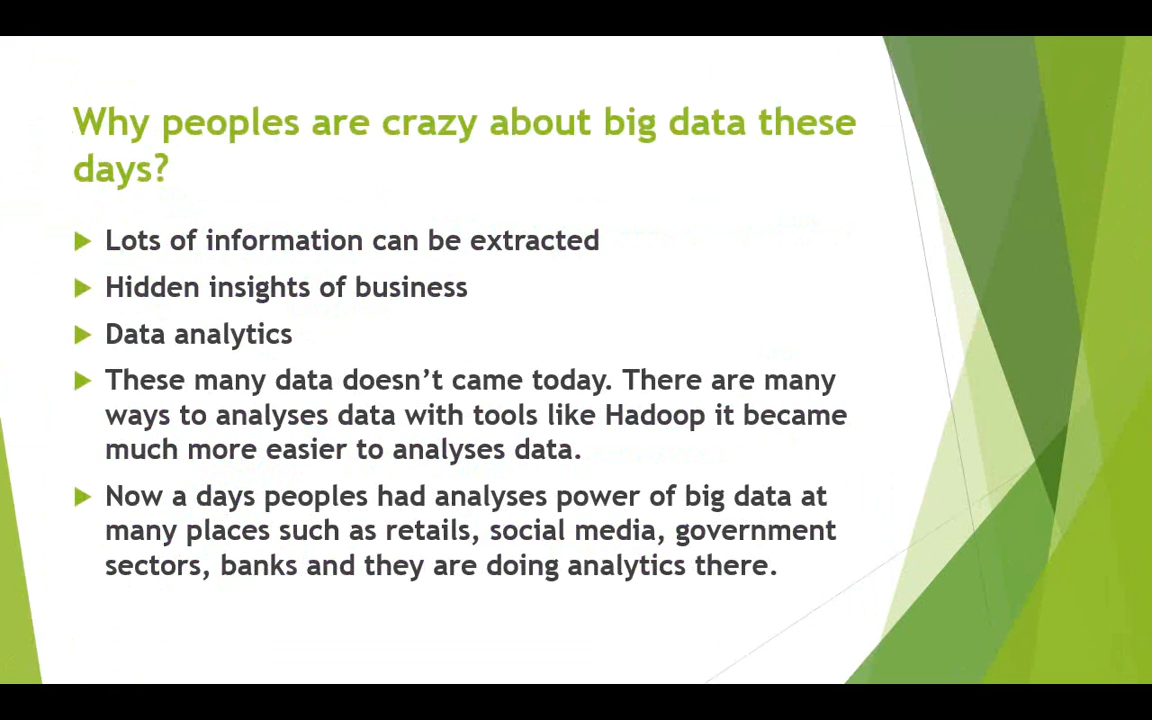 Why peoples are crazy about big data these
days?
Lots of information can be extracted
Hidden insights of business
Data analytics
These many data doesn’t came today. There are many
ways to analyses data with tools like Hadoop it became
much more easier to analyses data.
Now a days peoples had analyses power of big data at
many places such as retails, social media, government
sectors, banks and they are doing analytics there.